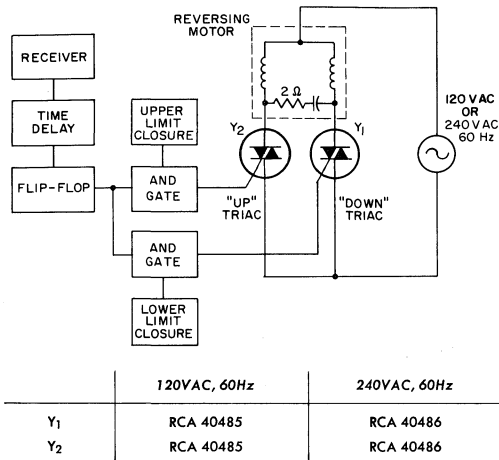 REVERSING
MOTOR
RECEIVER
TIME
DELAY
FLIP-FLOP
UPPER
LIMIT
CLOSURE
AND
GATE
AND
GATE
LOWER
LIMIT
CLOSURE
2 Ω
Y2
Y1
"UP"
TRIAC
"DOWN"
TRIAC
120 VAC
OR
240 VAC
60 Hz
120VAC, 60Hz 240VAC, 60Hz
Y1 RCA 40485 RCA 40486
Y2 RCA 40485 RCA 40486